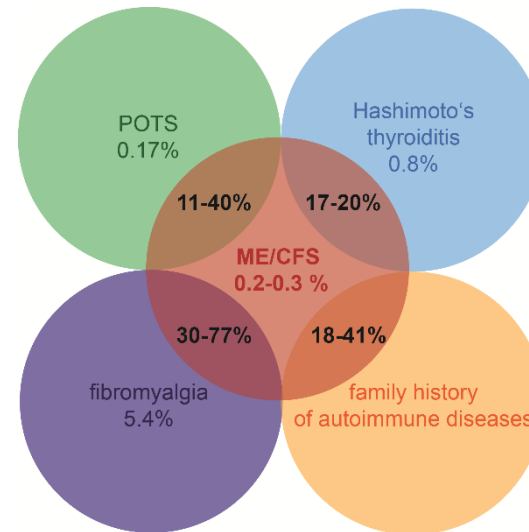 POTS
0.17%
Hashimoto‘s
thyroiditis
0.8%
11-40%
17-20%
ME/CFS
0.2-0.3 %
30-77%
18-41%
fibromyalgia
5.4%
family history
of autoimmune diseases